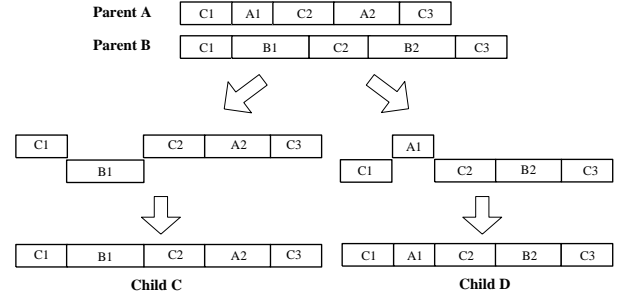 Parent A C1 A1 C2 A2 C3
Parent B C1 B1 C2 B2 C3
C1 C2 A2 C3
B1
A1
C1 C2 B2 C3
C1 B1 C2 A2 C3
C1 A1 C2 B2 C3
Child C
Child D